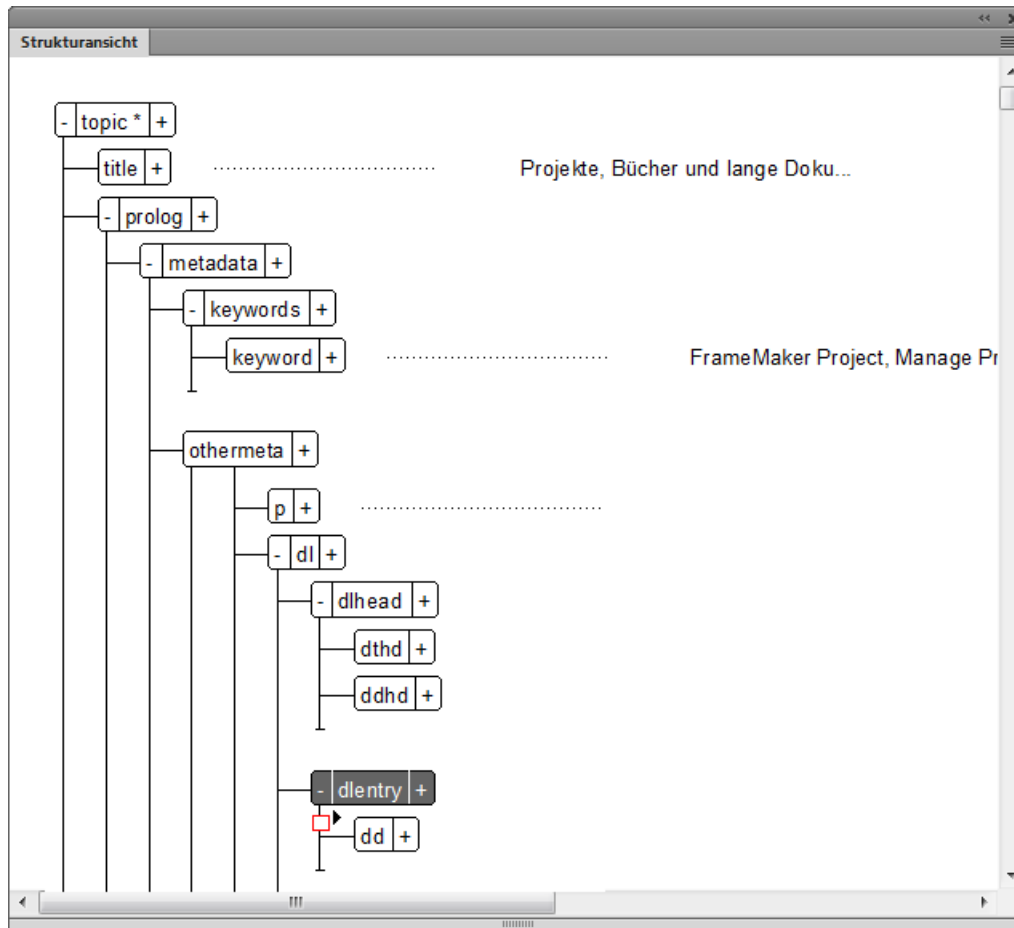 Strukturansicht
- topic * +
title + Projekte, Bücher und lange Doku...
- prolog +
- metadata +
- keywords +
keyword + FrameMaker Project, Manage Pr
othermeta +
p +
- dl +
- dlhead +
dthd +
ddhd +
- dlentry +
dd +